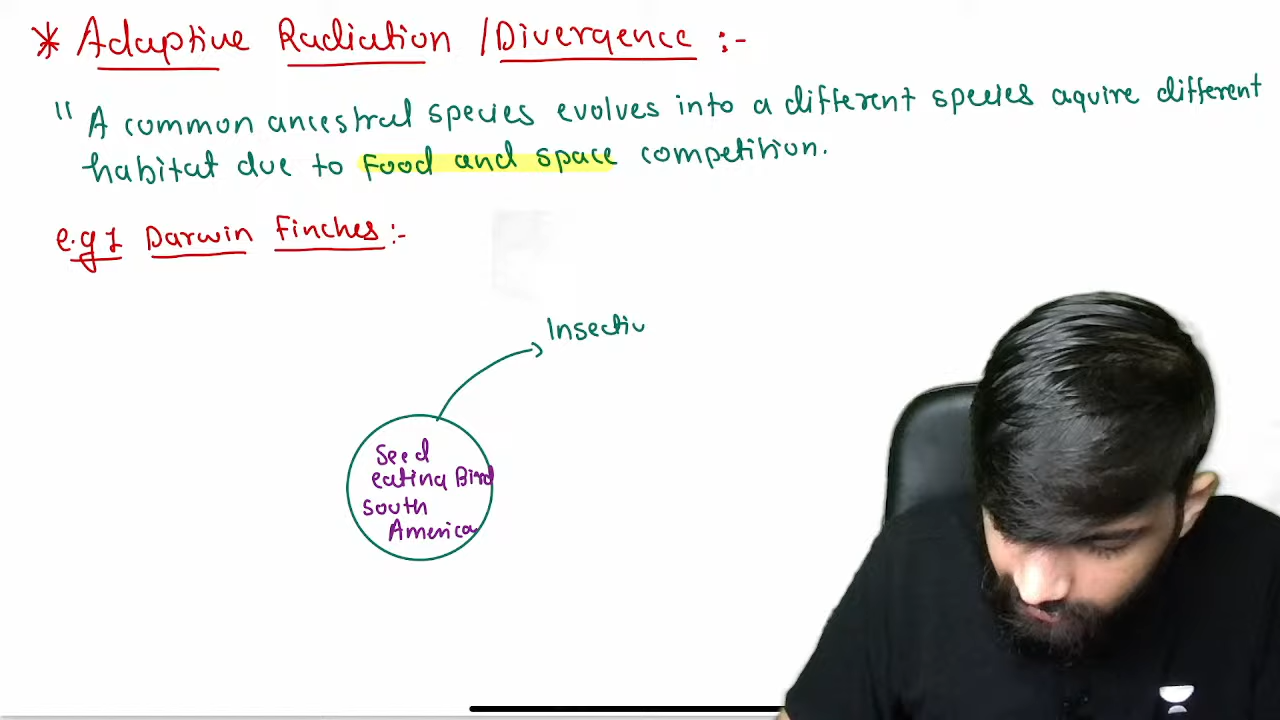 * Adaptive Radiation / Divergence :-
" A common ancestral species evolves into a different species aquire different
habitat due to Food and space competition.
e.g 1 Darwin Finches :-
Insectiv
Seed
eating Bird
South
America